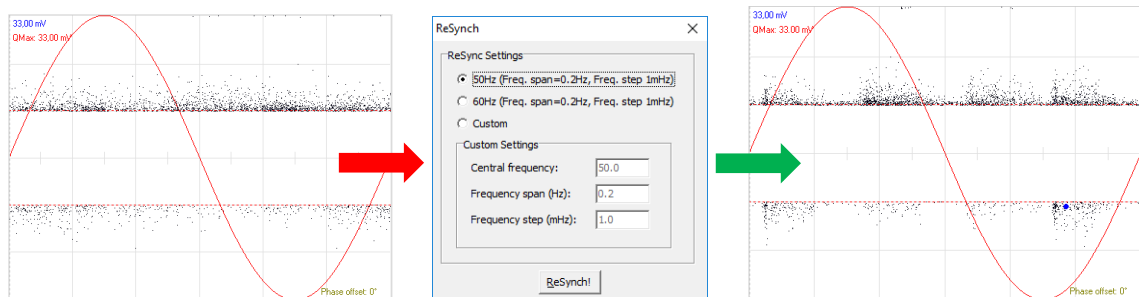 33,00 mV
QMax: 33,00 mV
Phase offset: 0°
ReSynch
ReSync Settings
50Hz (Freq. span=0.2Hz, Freq. step 1mHz)
60Hz (Freq. span=0.2Hz, Freq. step 1mHz)
Custom
Custom Settings
Central frequency: 50.0
Frequency span (Hz): 0.2
Frequency step (mHz): 1.0
ReSynch!
33,00 mV
QMax: 33,00 mV
Phase offset: 0°